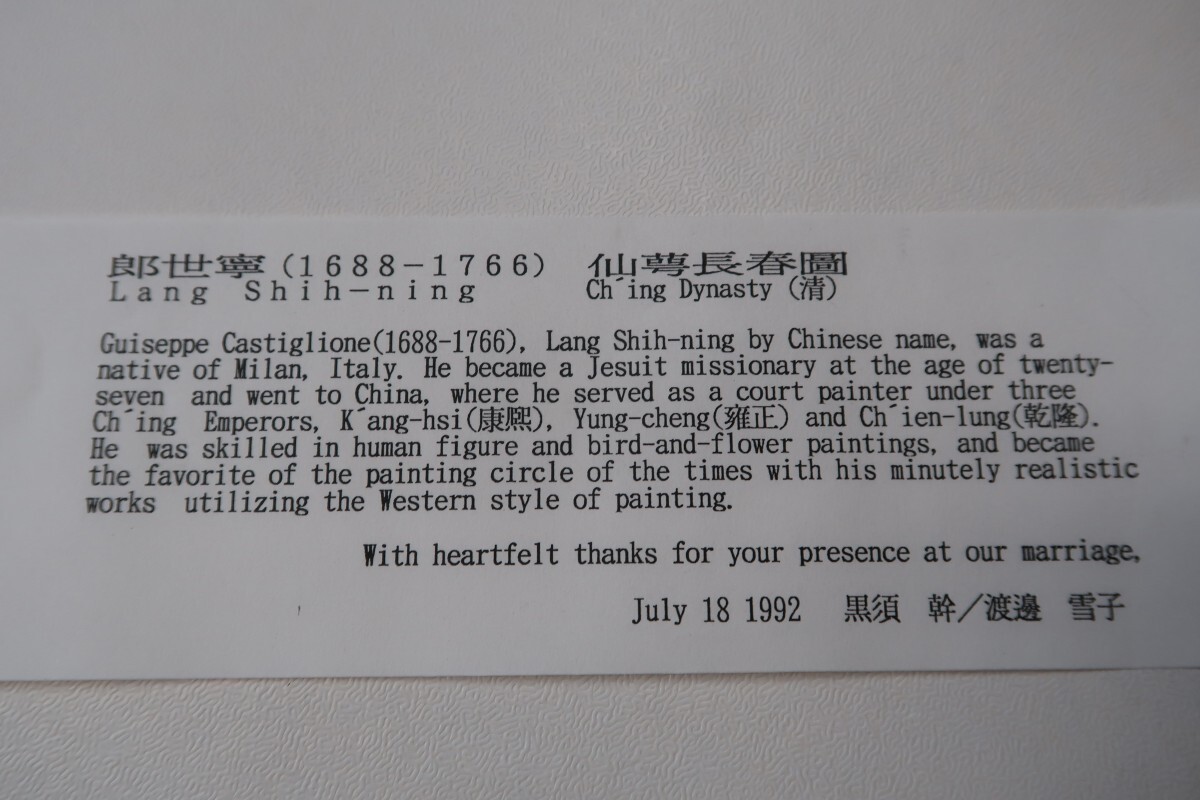 郎世寧(1688-1766)　仙萼長春圖
Lang Shih-ning　Ch´ing Dynasty (清)
Guiseppe Castiglione(1688-1766), Lang Shih-ning by Chinese name, was a
native of Milan, Italy. He became a Jesuit missionary at the age of twenty-
seven and went to China, where he served as a court painter under three
Ch´ing Emperors, K´ang-hsi(康熙), Yung-cheng(雍正) and Ch´ien-lung(乾隆).
He was skilled in human figure and bird-and-flower paintings, and became
the favorite of the painting circle of the times with his minutely realistic
works utilizing the Western style of painting.
With heartfelt thanks for your presence at our marriage,
July 18 1992　黒須　幹／渡邊　雪子